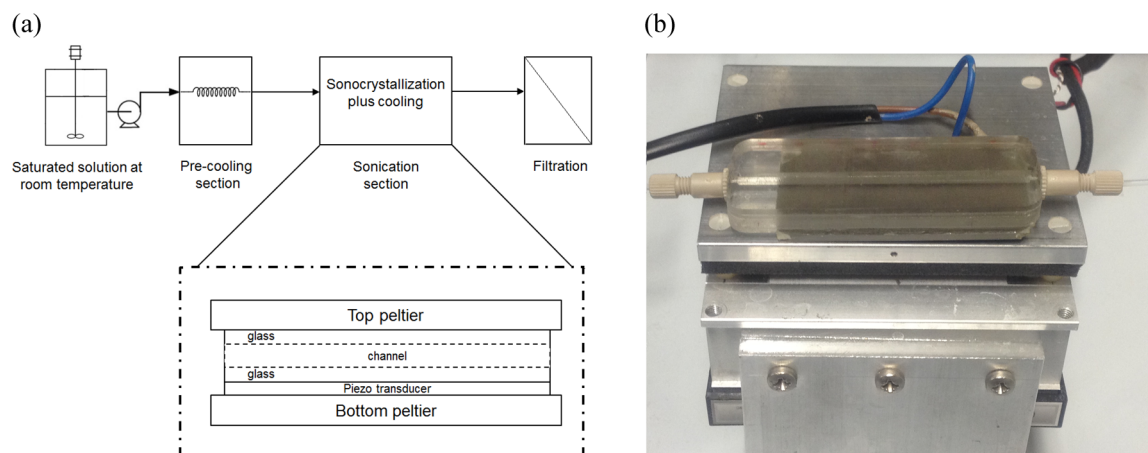 (a)
(b)
Sonocrystallization
plus cooling
Saturated solution at
room temperature
Pre-cooling
section
Sonication
section
Filtration
Top peltier
glass
channel
glass
Piezo transducer
Bottom peltier